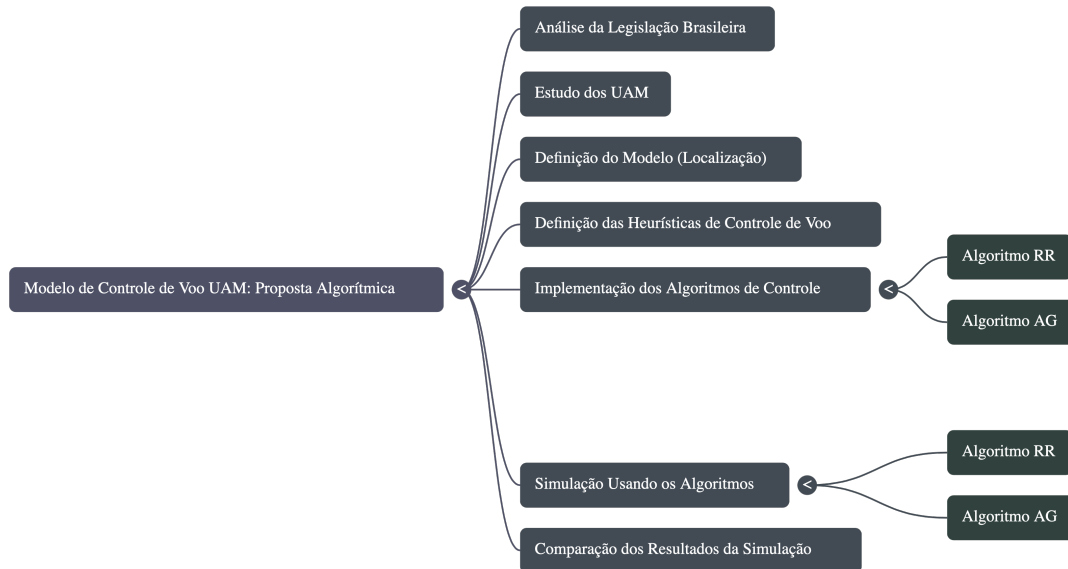 Análise da Legislação Brasileira
Estudo dos UAM
Definição do Modelo (Localização)
Definição das Heurísticas de Controle de Voo
Modelo de Controle de Voo UAM: Proposta Algorítmica
<
Implementação dos Algoritmos de Controle
<
Algoritmo RR
Algoritmo AG
Simulação Usando os Algoritmos
<
Algoritmo RR
Algoritmo AG
Comparação dos Resultados da Simulação